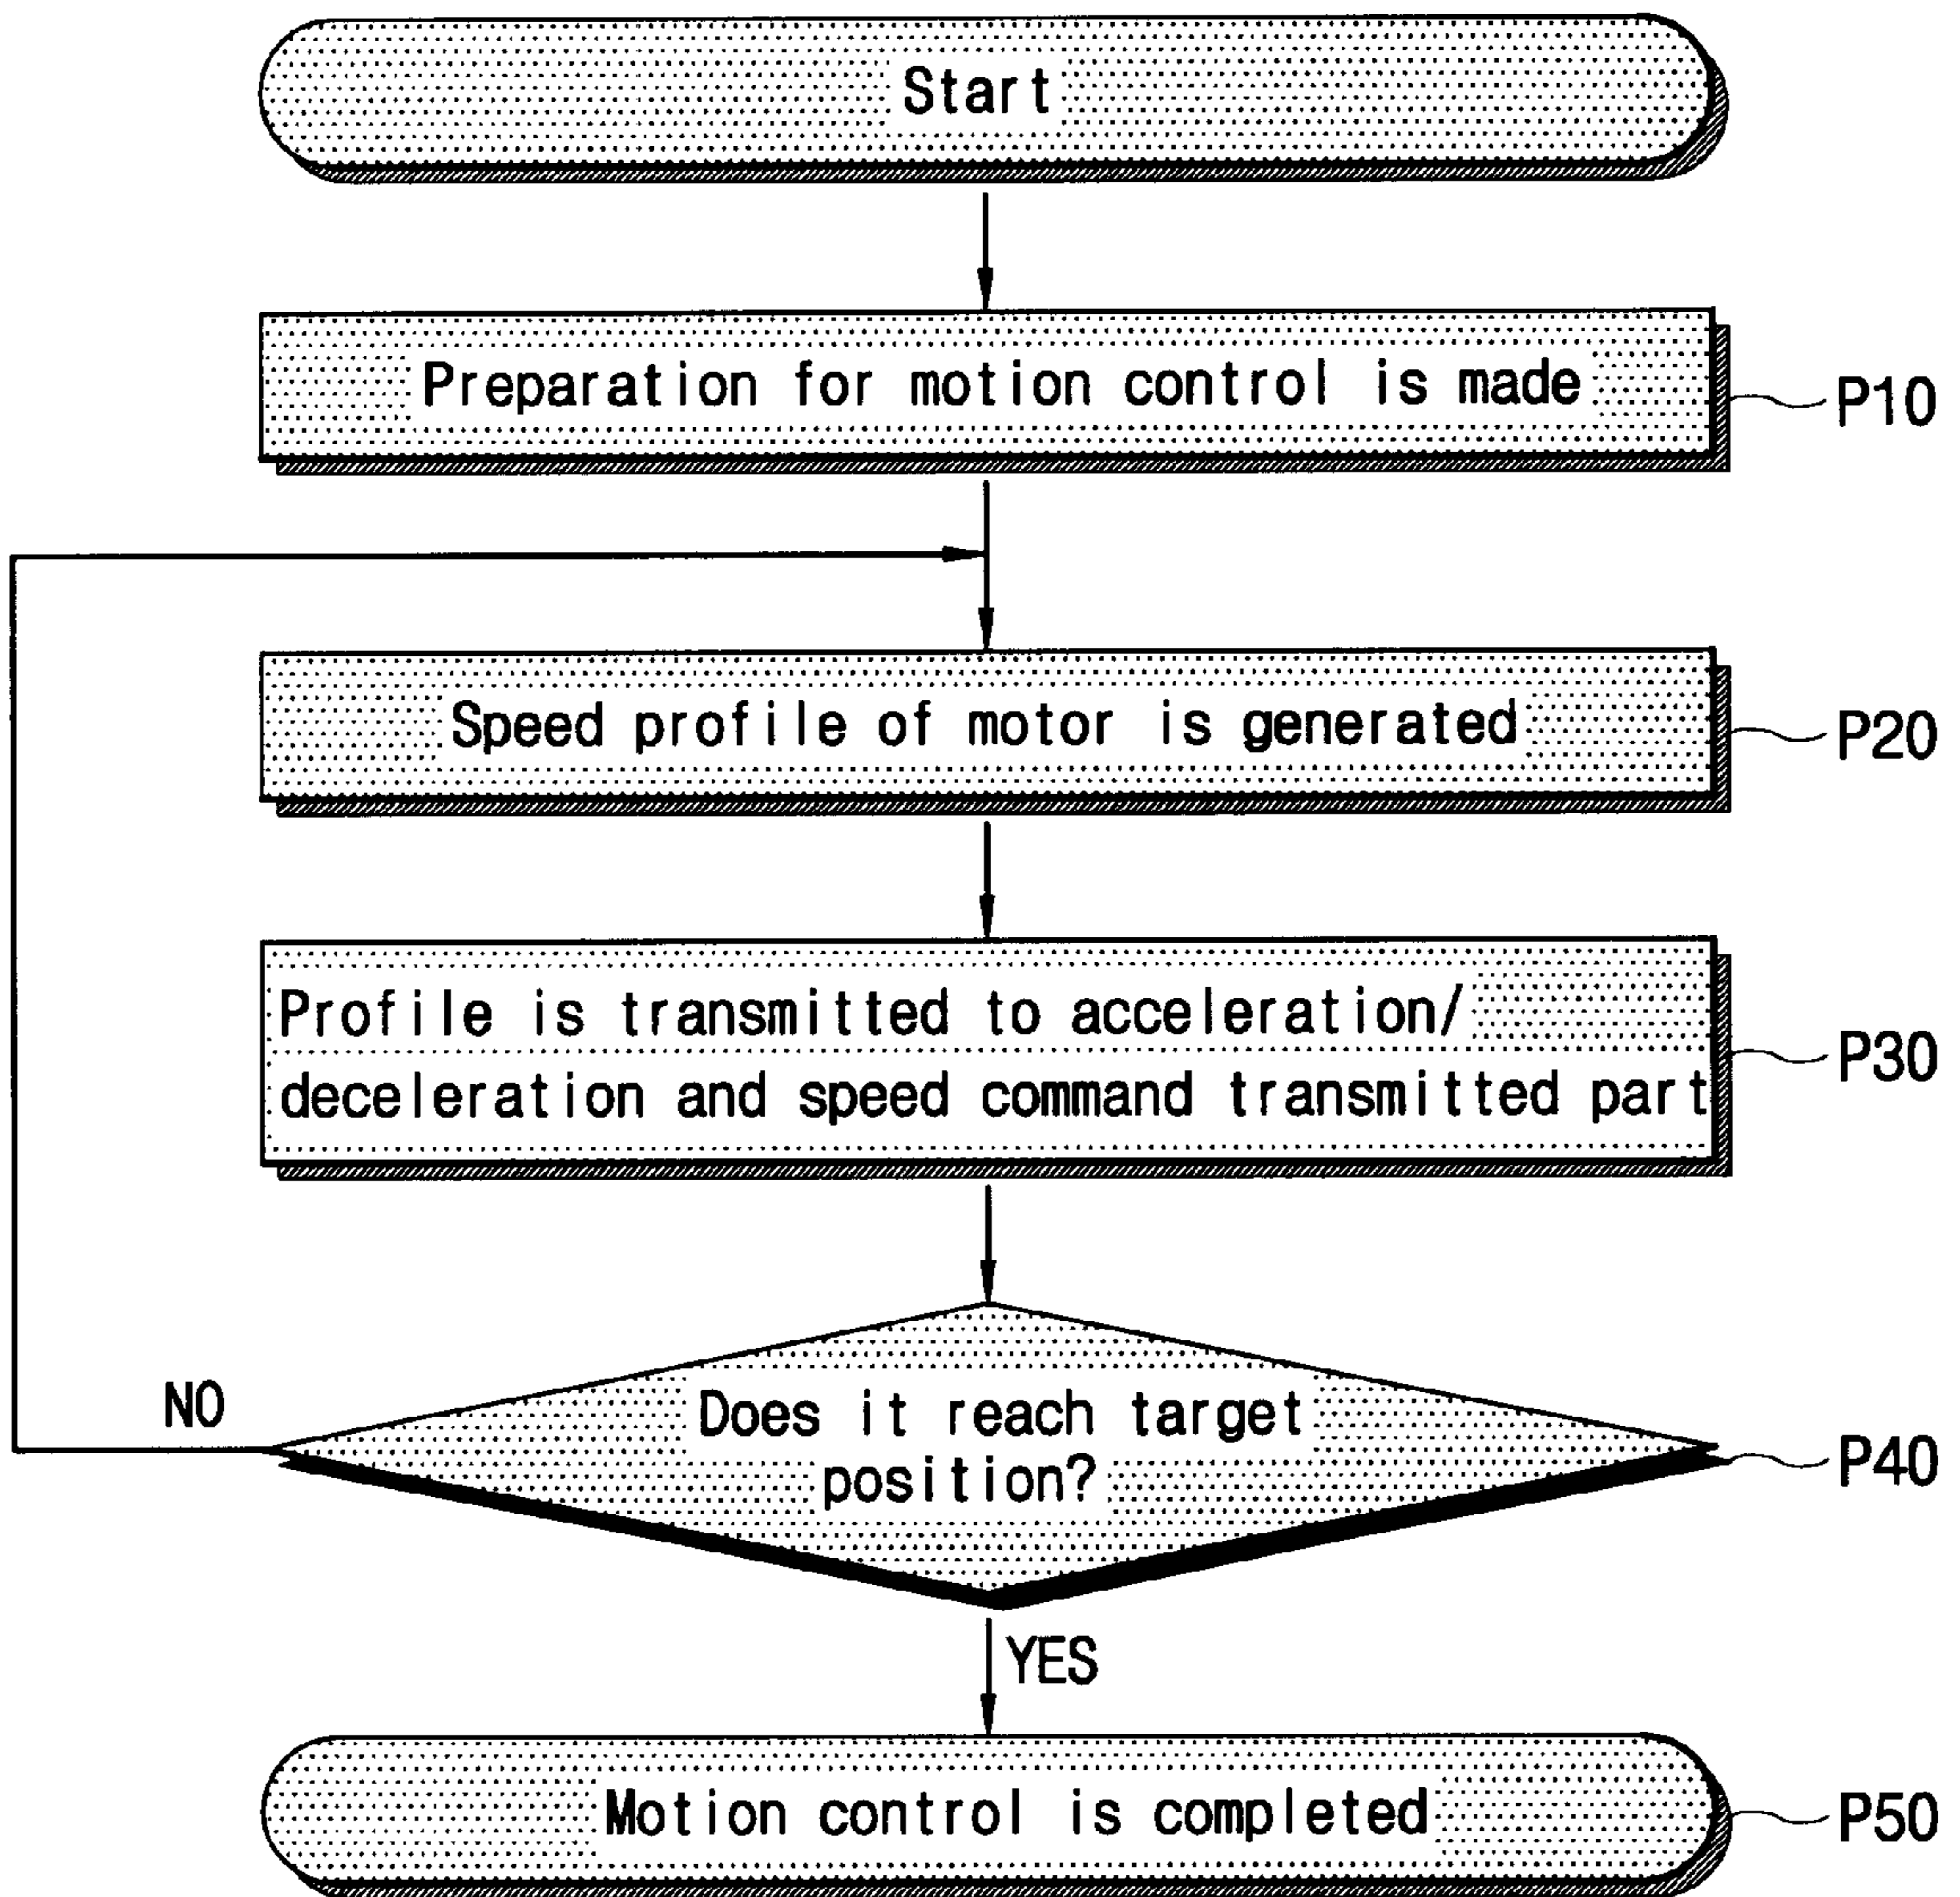 Start
Preparation for motion control is made
P10
Speed profile of motor is generated
P20
Profile is transmitted to acceleration/
deceleration and speed command transmitted part
P30
Does it reach target
position?
NO
P40
YES
Motion control is completed
P50